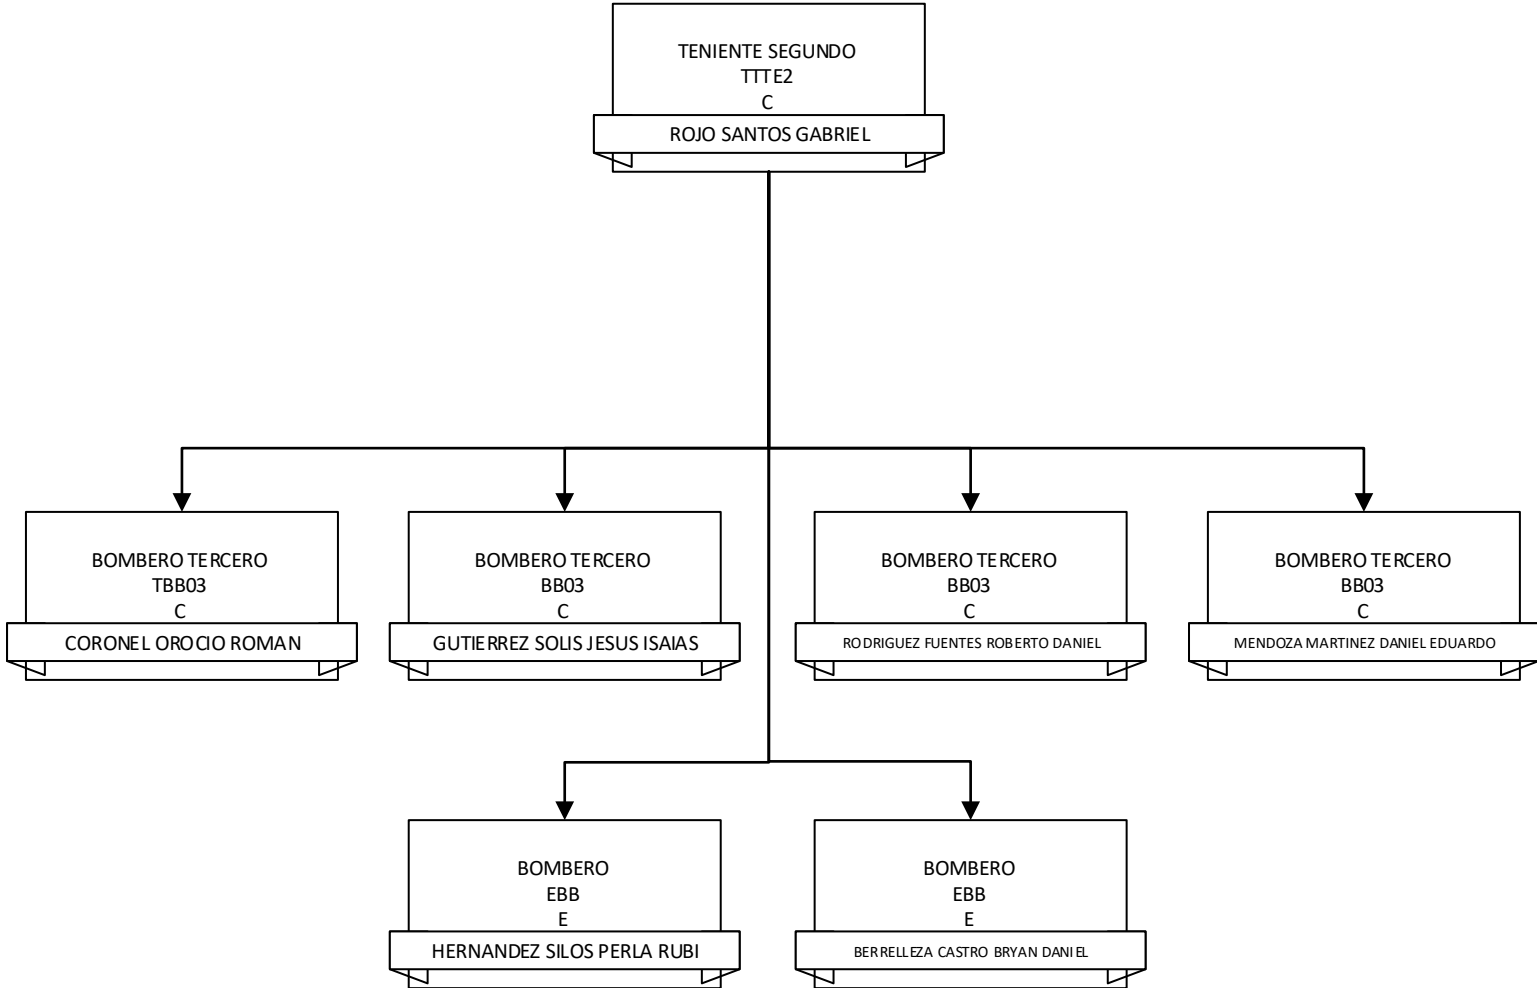 TENIENTE SEGUNDO
TTTE2
C
ROJO SANTOS GABRIEL
BOMBERO TERCERO
TBB03
C
CORONEL OROCIO ROMAN
BOMBERO TERCERO
BB03
C
GUTIERREZ SOLIS JESUS ISAIAS
BOMBERO TERCERO
BB03
C
RODRIGUEZ FUENTES ROBERTO DANIEL
BOMBERO TERCERO
BB03
C
MENDOZA MARTINEZ DANIEL EDUARDO
BOMBERO
EBB
E
HERNANDEZ SILOS PERLA RUBI
BOMBERO
EBB
E
BERRELLEZA CASTRO BRYAN DANIEL